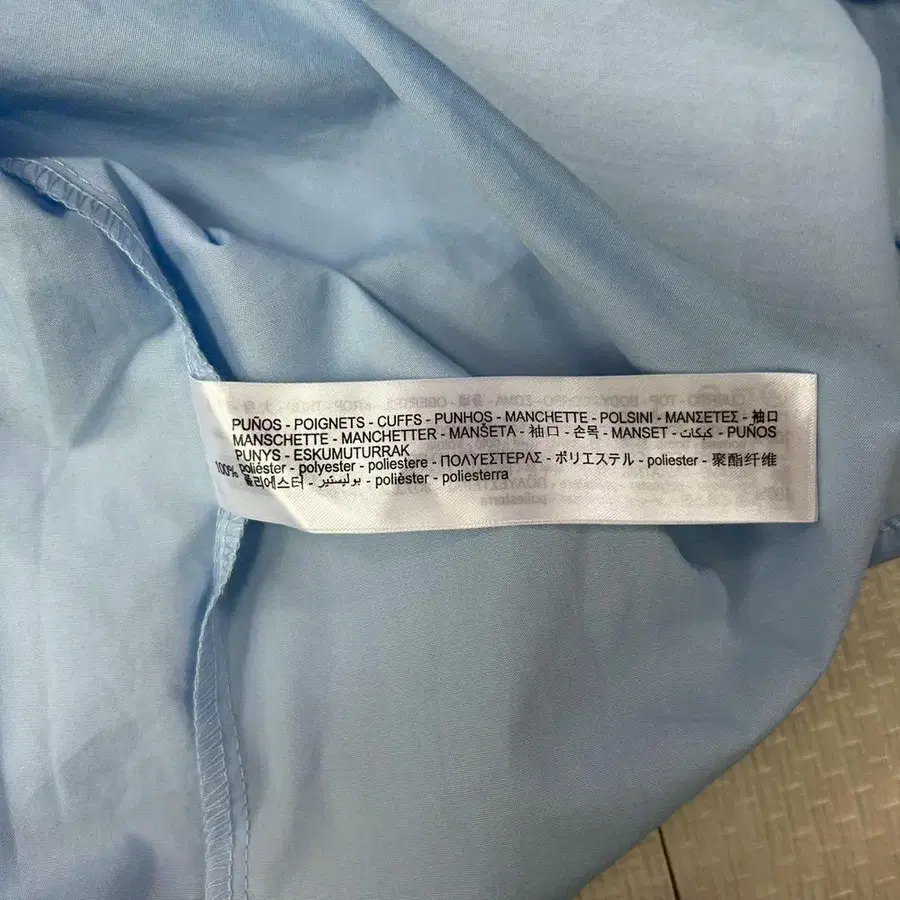 PUÑOS - POIGNETS - CUFFS - PUNHOS - MANCHETTE - POLSINI - ΜΑΝΣΕΤΕΣ - 袖口
MANSCHETTE - MANCHETTER - MANŠETA - 袖口 - 손목 - MANSET - كبكات - PUÑOS
PUNYS - ESKUMUTURRAK
100% poliéster - polyester - poliestere - ΠΟΛΥΕΣΤΕΡΑΣ - ポリエステル - poliester - 聚酯纤维
폴리에스터 - بوليستير - polièster - poliesterra